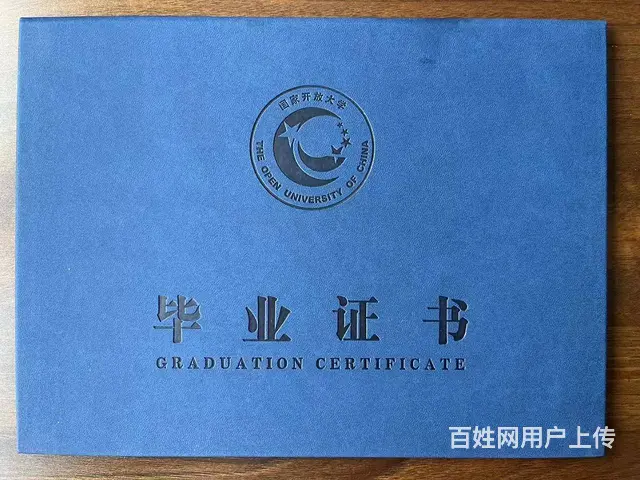 国家开放大学
THE OPEN UNIVERSITY OF CHINA
毕业证书
GRADUATION CERTIFICATE
百姓网用户上传